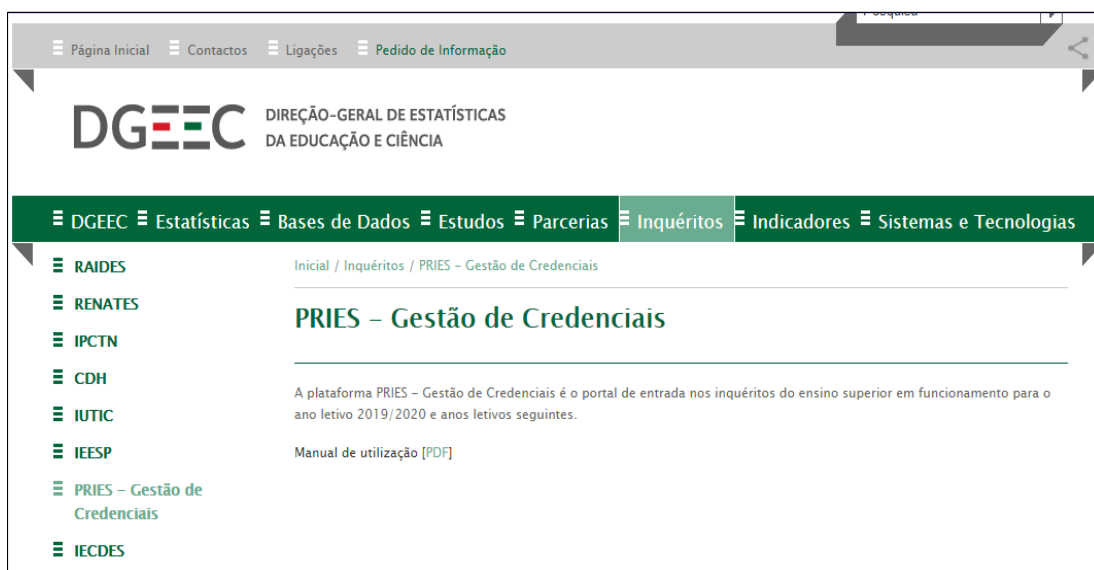 Página Inicial Contactos Ligações Pedido de Informação
DGEEC
DIREÇÃO-GERAL DE ESTATÍSTICAS
DA EDUCAÇÃO E CIÊNCIA
DGEEC Estatísticas Bases de Dados Estudos Parcerias Inquéritos Indicadores Sistemas e Tecnologias
RAIDES
RENATES
IPCTN
CDH
IUTIC
IEESP
PRIES – Gestão de
Credenciais
IECDES
Inicial / Inquéritos / PRIES – Gestão de Credenciais
PRIES – Gestão de Credenciais
A plataforma PRIES – Gestão de Credenciais é o portal de entrada nos inquéritos do ensino superior em funcionamento para o
ano letivo 2019/2020 e anos letivos seguintes.
Manual de utilização [PDF]